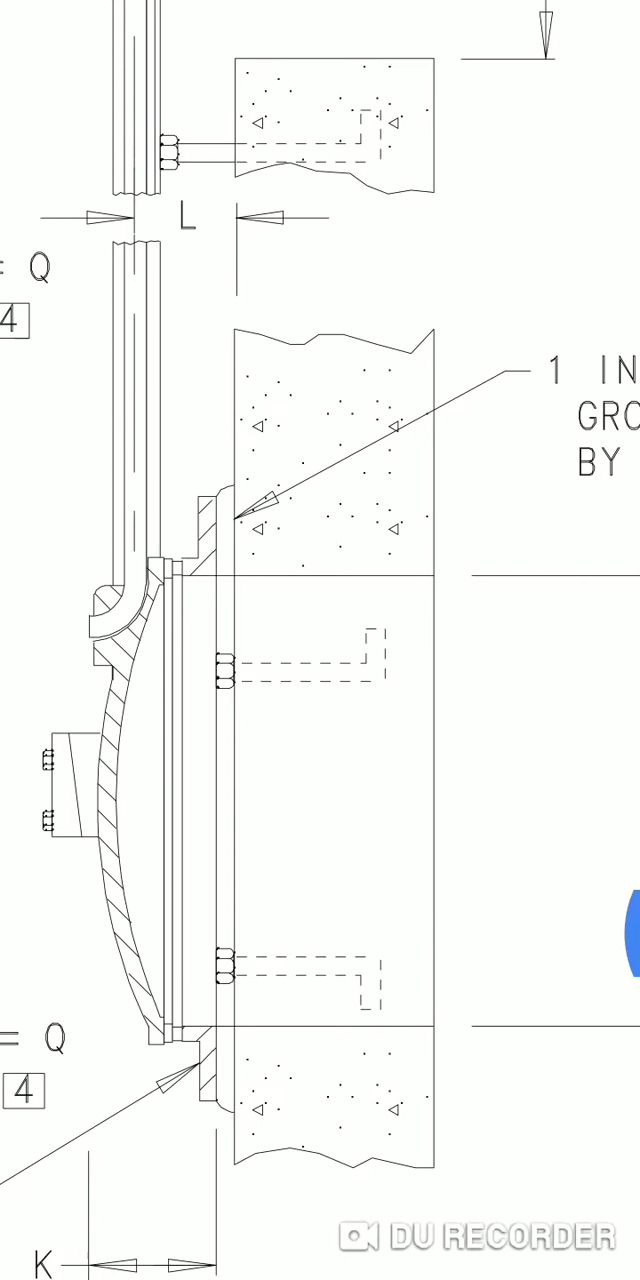 L
= Q
4
1 IN
GRO
BY
= Q
4
K
DU RECORDER